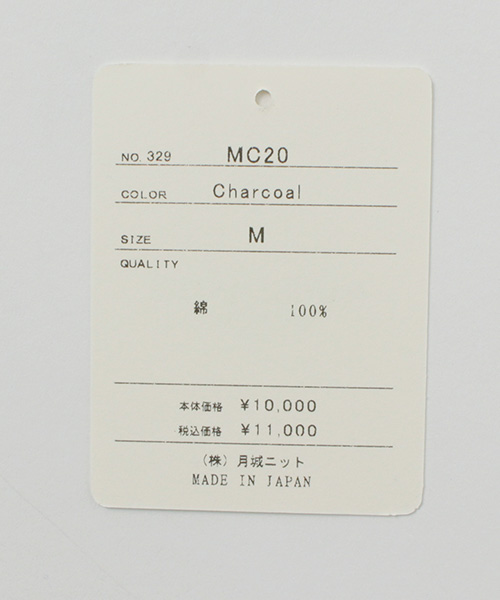 NO. 329 MC20
COLOR Charcoal
SIZE M
QUALITY
綿 100%
本体価格 ¥10,000
税込価格 ¥11,000
(株) 月城ニット
MADE IN JAPAN